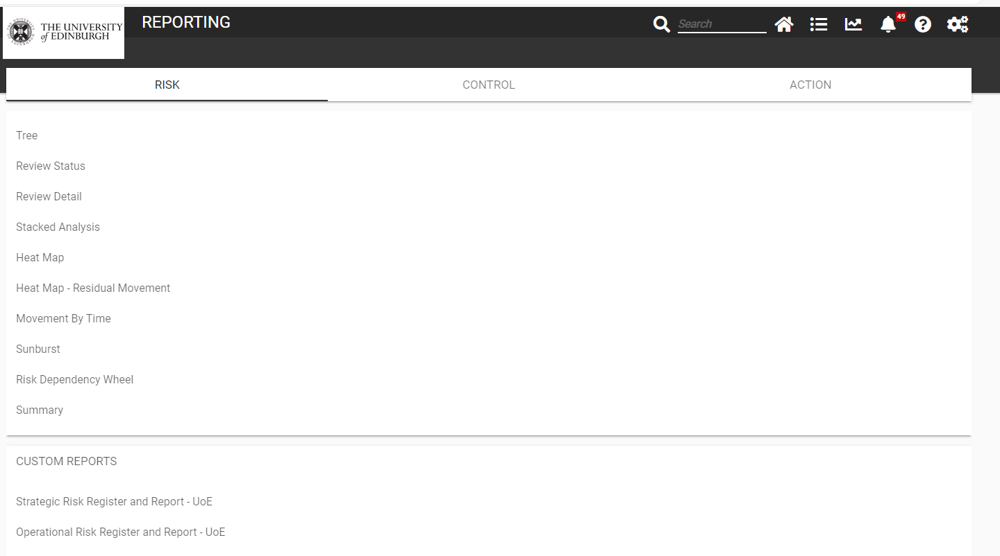 THE UNIVERSITY
of EDINBURGH
REPORTING
Search
49
RISK
CONTROL
ACTION
Tree
Review Status
Review Detail
Stacked Analysis
Heat Map
Heat Map - Residual Movement
Movement By Time
Sunburst
Risk Dependency Wheel
Summary
CUSTOM REPORTS
Strategic Risk Register and Report - UoE
Operational Risk Register and Report - UoE